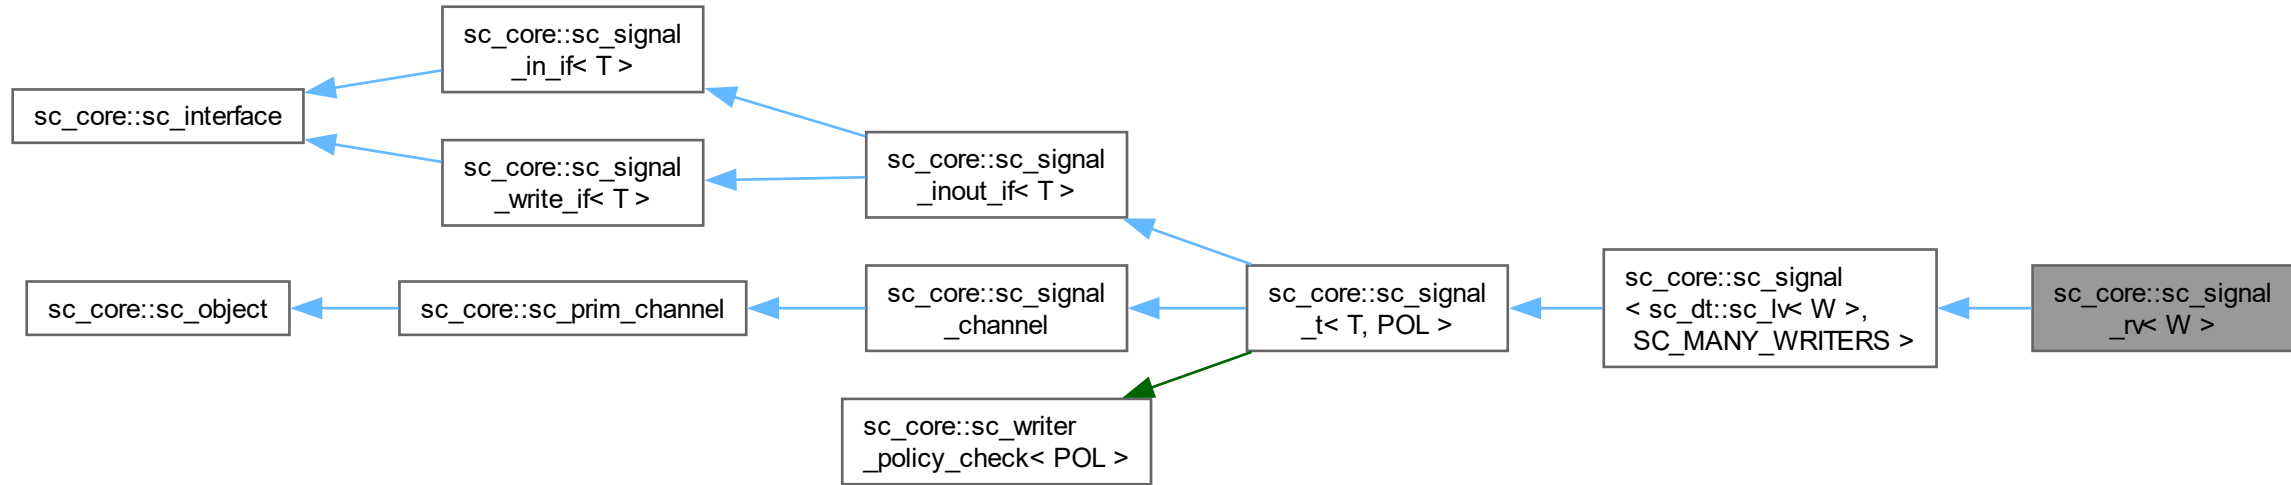 sc_core::sc_signal
_in_if< T >
sc_core::sc_interface
sc_core::sc_signal
_write_if< T >
sc_core::sc_signal
_inout_if< T >
sc_core::sc_object
sc_core::sc_prim_channel
sc_core::sc_signal
_channel
sc_core::sc_signal
_t< T, POL >
sc_core::sc_signal
< sc_dt::sc_lv< W >,
SC_MANY_WRITERS >
sc_core::sc_signal
_rv< W >
sc_core::sc_writer
_policy_check< POL >